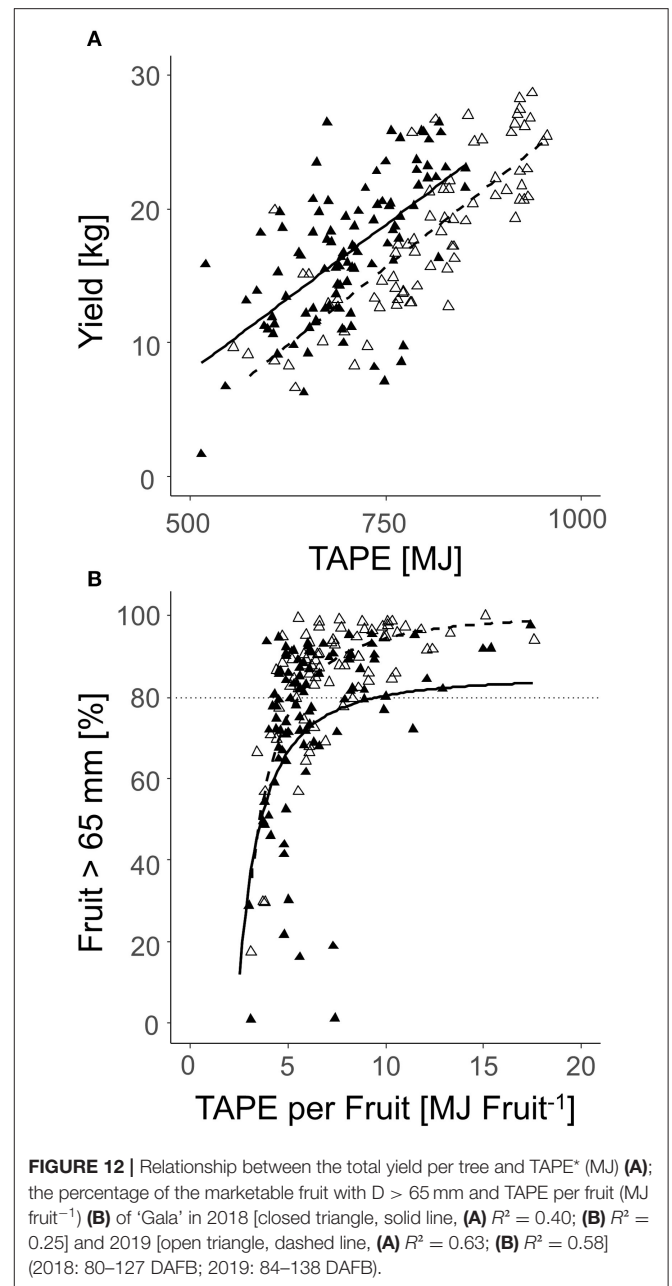 A
30
20
10
0
Yield [kg]
500 750 1000
TAPE [MJ]
B
100
80
60
40
20
0
Fruit > 65 mm [%]
0 5 10 15 20
TAPE per Fruit [MJ Fruit⁻¹]
FIGURE 12 | Relationship between the total yield per tree and TAPE* (MJ) (A);
the percentage of the marketable fruit with D > 65 mm and TAPE per fruit (MJ
fruit⁻¹) (B) of ‘Gala’ in 2018 [closed triangle, solid line, (A) R² = 0.40; (B) R² =
0.25] and 2019 [open triangle, dashed line, (A) R² = 0.63; (B) R² = 0.58]
(2018: 80–127 DAFB; 2019: 84–138 DAFB).